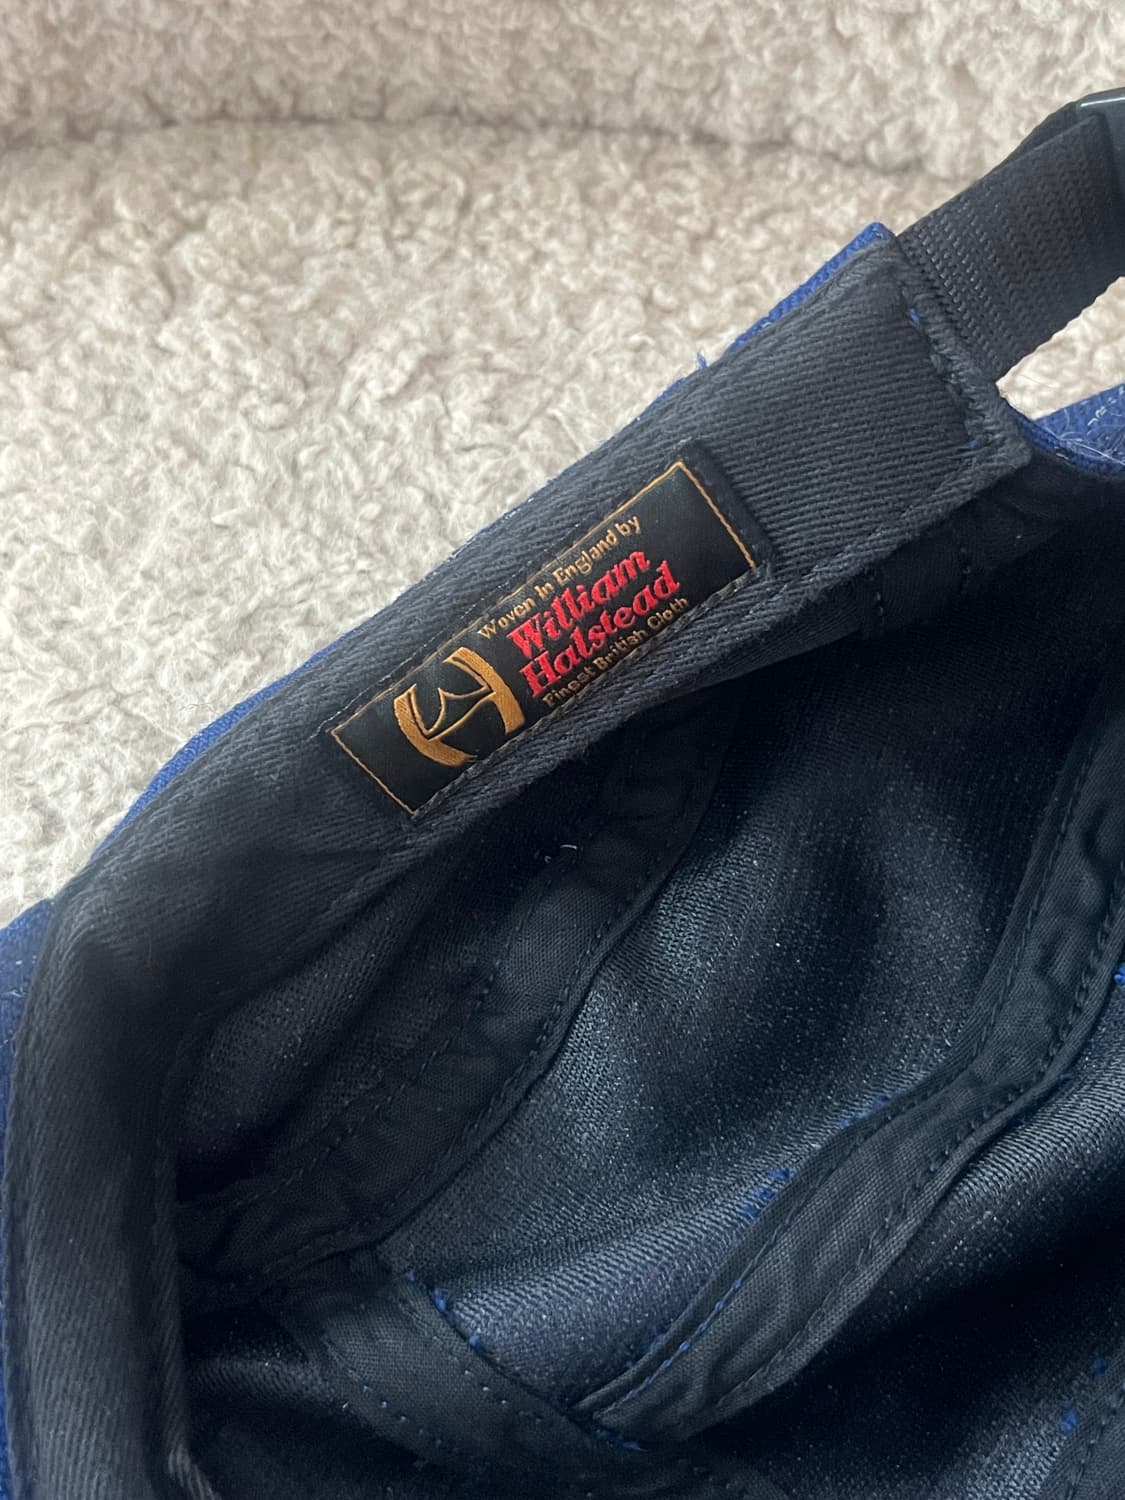 Woven in England by
William
Halstead
Finest British Cloth